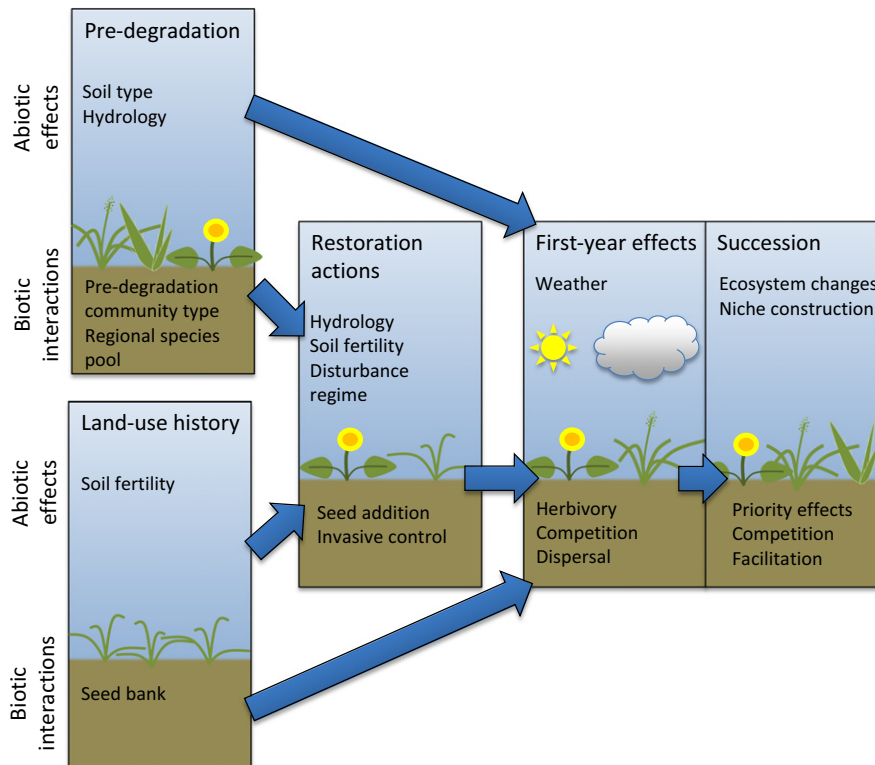 Pre-degradation
Abiotic
effects
Soil type
Hydrology
Biotic
interactions
Pre-degradation
community type
Regional species
pool
Land-use history
Abiotic
effects
Soil fertility
Biotic
interactions
Seed bank
Restoration
actions
Hydrology
Soil fertility
Disturbance
regime
Seed addition
Invasive control
First-year effects
Weather
Herbivory
Competition
Dispersal
Succession
Ecosystem changes
Niche construction
Priority effects
Competition
Facilitation